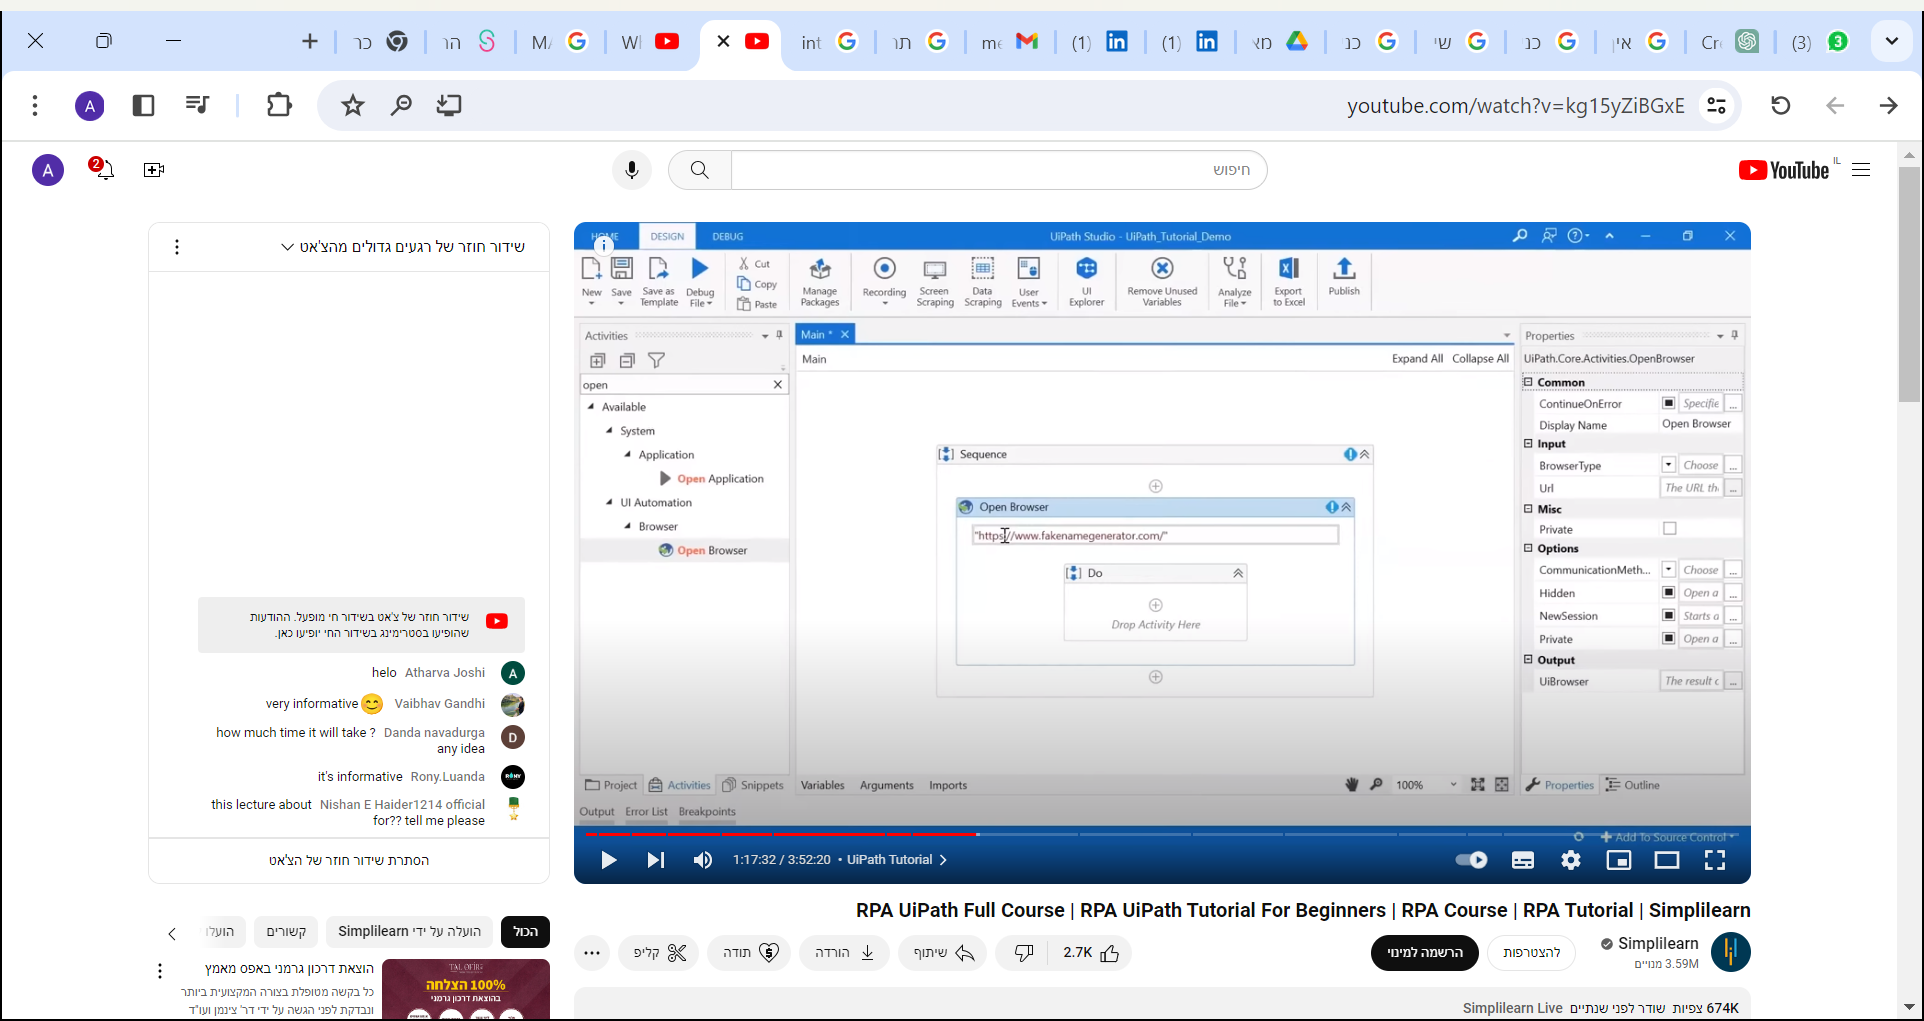 כר
הר
MA
WI
int
תר
me
(1)
(1)
מא
כנ
שי
כנ
אין
Cr
(3)
A
youtube.com/watch?v=kg15yZiBGxE
A
2
חיפוש
YouTube IL
שידור חוזר של רגעים גדולים מהצ'אט
שידור חוזר של צ'אט בשידור חי מופעל. ההודעות
שהופיעו בסטרימינג בשידור החי יופיעו כאן.
A Atharva Joshi helo
Vaibhav Gandhi very informative😊
D Danda navadurga how much time it will take ?
any idea
Rony.Luanda it's informative
Nishan E Haider1214 official this lecture about
for?? tell me please
הסתרת שידור חוזר של הצ'אט
HOME DESIGN DEBUG UiPath Studio - UiPath_Tutorial_Demo
New Save Save as Template Debug File Cut Copy Paste Manage Packages Recording Screen Scraping Data Scraping User Events UI Explorer Remove Unused Variables Analyze File Export to Excel Publish
Activities
open
Available
System
Application
Open Application
UI Automation
Browser
Open Browser
Main *
Main Expand All Collapse All
Sequence
Open Browser
"https://www.fakenamegenerator.com/"
Do
Drop Activity Here
Properties
UiPath.Core.Activities.OpenBrowser
Common
ContinueOnError Specifie ...
Display Name Open Browser
Input
BrowserType Choose ...
Url The URL th ...
Misc
Private
Options
CommunicationMeth... Choose ...
Hidden Open a ...
NewSession Starts a ...
Private Open a ...
Output
UiBrowser The result c ...
Project Activities Snippets Variables Arguments Imports 100% Properties Outline
Output Error List Breakpoints
Add To Source Control
1:17:32 / 3:52:20 • UiPath Tutorial
RPA UiPath Full Course | RPA UiPath Tutorial For Beginners | RPA Course | RPA Tutorial | Simplilearn
Simplilearn
3.59M מנויים
להצטרפות
הרשמה למינוי
2.7K
שיתוף
הורדה
תודה
קליפ
674K צפיות שודר לפני שנתיים Simplilearn Live
הכול
הועלה על ידי Simplilearn
קשורים
הועלו
הוצאת דרכון גרמני באפס מאמץ
כל בקשה מטופלת בצורה המקצועית ביותר
ונבדקת לפני הגשה על ידי דר' צינמן ועו"ד
TAL OFIR
100% הצלחה
בהוצאת דרכון גרמני